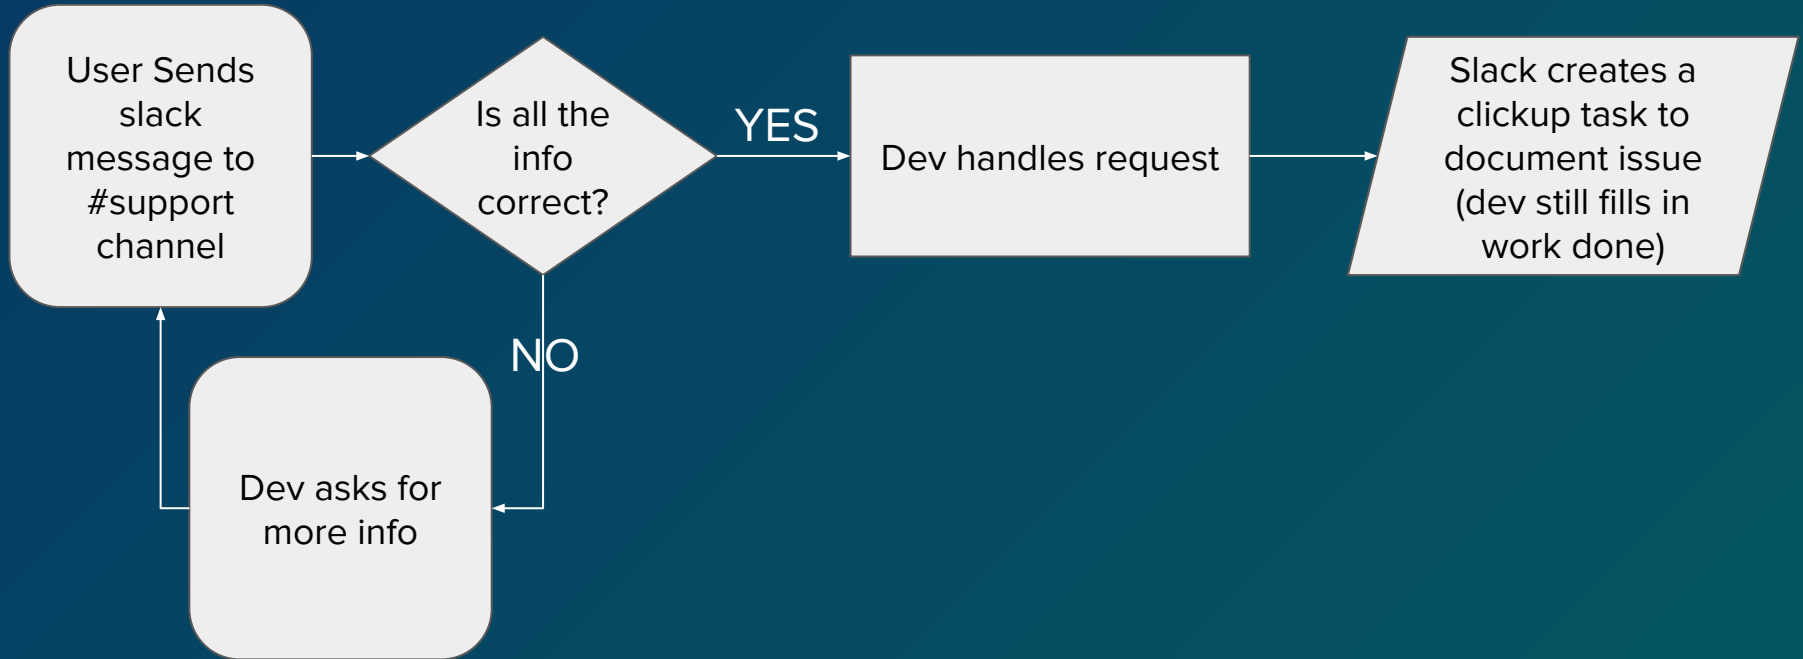 User Sends
slack
message to
#support
channel
Is all the
info
correct?
YES
Dev handles request
Slack creates a
clickup task to
document issue
(dev still fills in
work done)
NO
Dev asks for
more info